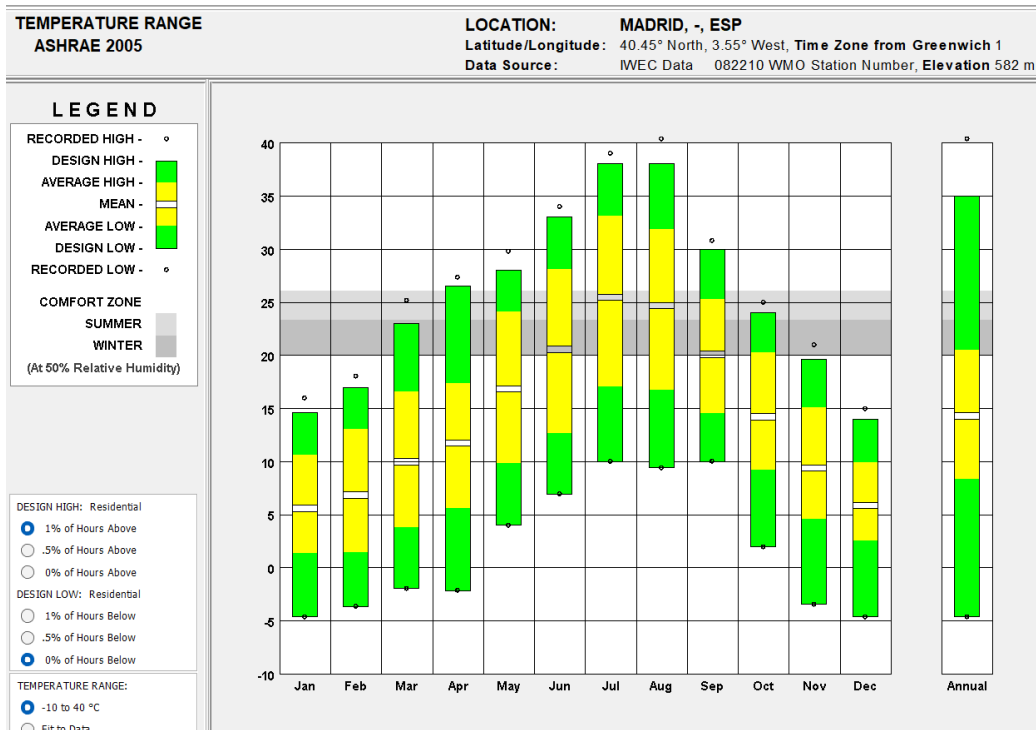 TEMPERATURE RANGE
ASHRAE 2005
LOCATION: MADRID, -, ESP
Latitude/Longitude: 40.45° North, 3.55° West, Time Zone from Greenwich 1
Data Source: IWEC Data 082210 WMO Station Number, Elevation 582 m
LEGEND
RECORDED HIGH -
DESIGN HIGH -
AVERAGE HIGH -
MEAN -
AVERAGE LOW -
DESIGN LOW -
RECORDED LOW -
COMFORT ZONE
SUMMER
WINTER
(At 50% Relative Humidity)
DESIGN HIGH: Residential
1% of Hours Above
.5% of Hours Above
0% of Hours Above
DESIGN LOW: Residential
1% of Hours Below
.5% of Hours Below
0% of Hours Below
TEMPERATURE RANGE:
-10 to 40 °C
Fit to Data
40
35
30
25
20
15
10
5
0
-5
-10
Jan Feb Mar Apr May Jun Jul Aug Sep Oct Nov Dec Annual